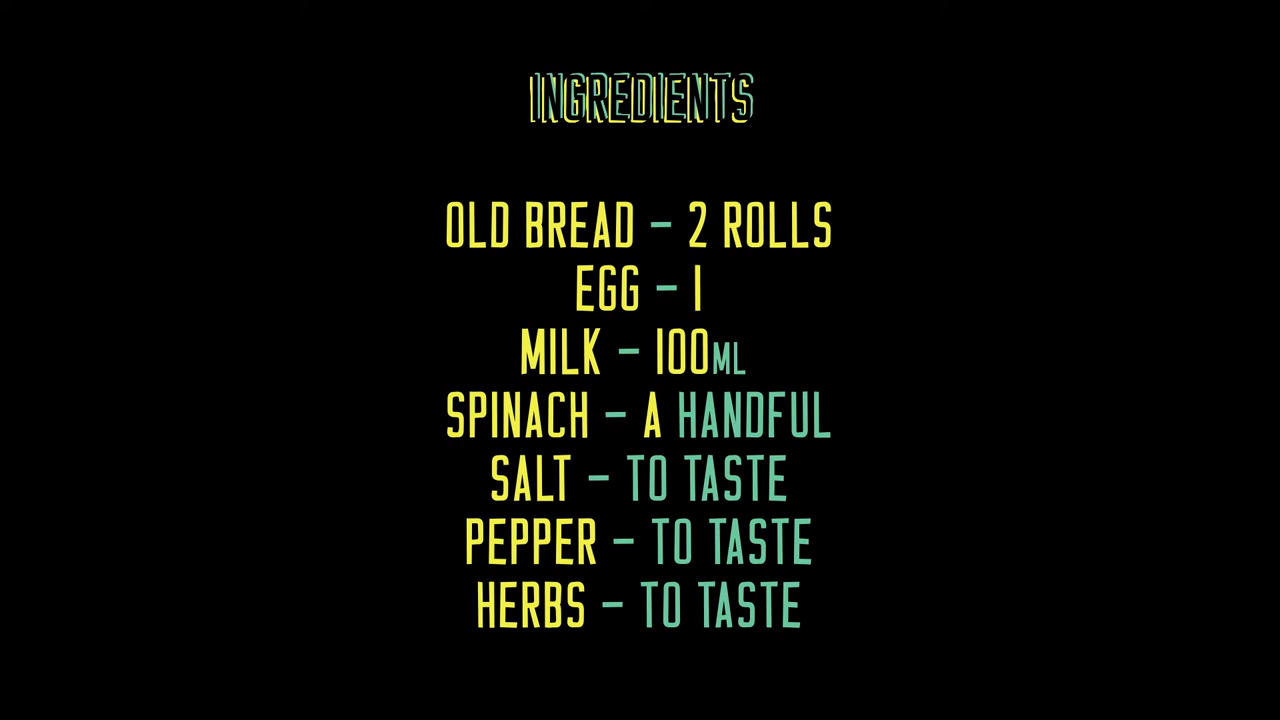 INGREDIENTS
OLD BREAD - 2 ROLLS
EGG - 1
MILK - 100ML
SPINACH - A HANDFUL
SALT - TO TASTE
PEPPER - TO TASTE
HERBS - TO TASTE